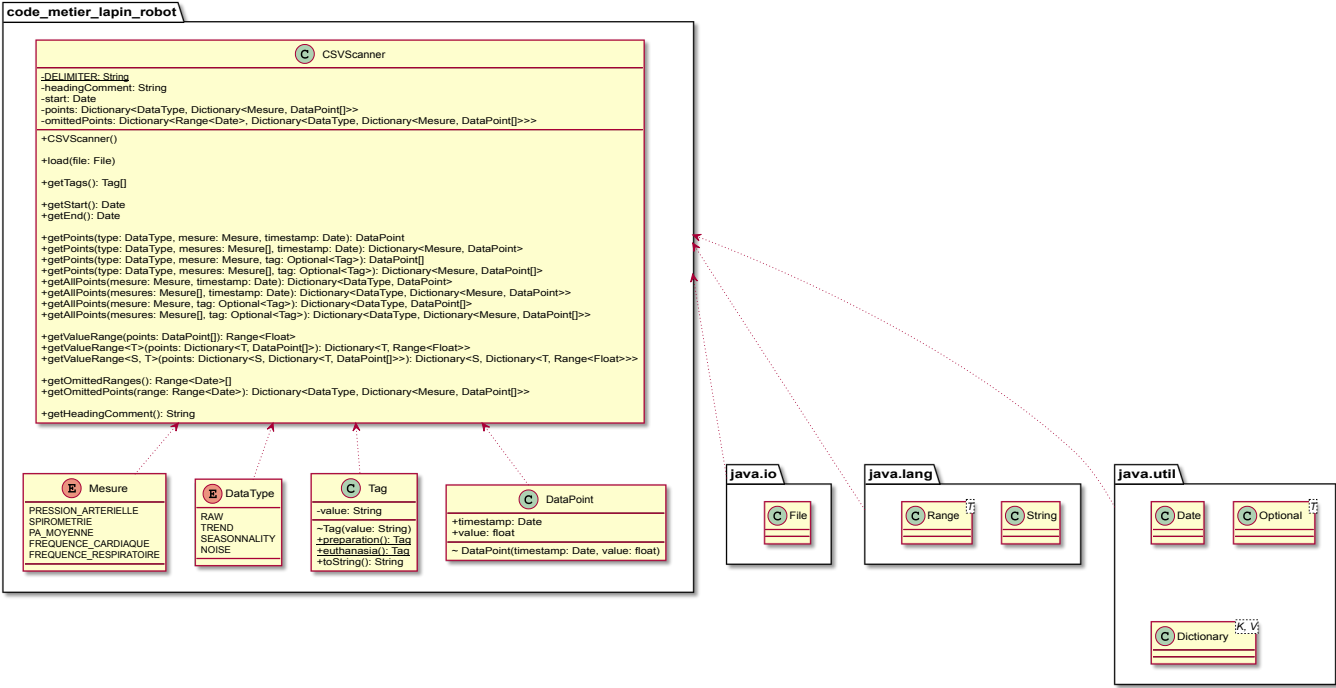 code_metier_lapin_robot
C CSVScanner
-DELIMITER: String
-headingComment: String
-start: Date
-points: Dictionary<DataType, Dictionary<Mesure, DataPoint[]>>
-omittedPoints: Dictionary<Range<Date>, Dictionary<DataType, Dictionary<Mesure, DataPoint[]>>>
+CSVScanner()
+load(file: File)
+getTags(): Tag[]
+getStart(): Date
+getEnd(): Date
+getPoints(type: DataType, mesure: Mesure, timestamp: Date): DataPoint
+getPoints(type: DataType, mesures: Mesure[], timestamp: Date): Dictionary<Mesure, DataPoint>
+getPoints(type: DataType, mesure: Mesure, tag: Optional<Tag>): DataPoint[]
+getPoints(type: DataType, mesures: Mesure[], tag: Optional<Tag>): Dictionary<Mesure, DataPoint[]>
+getAllPoints(mesure: Mesure, timestamp: Date): Dictionary<DataType, DataPoint>
+getAllPoints(mesures: Mesure[], timestamp: Date): Dictionary<DataType, Dictionary<Mesure, DataPoint>>
+getAllPoints(mesure: Mesure, tag: Optional<Tag>): Dictionary<DataType, DataPoint[]>
+getAllPoints(mesures: Mesure[], tag: Optional<Tag>): Dictionary<DataType, Dictionary<Mesure, DataPoint[]>>
+getValueRange(points: DataPoint[]): Range<Float>
+getValueRange<T>(points: Dictionary<T, DataPoint[]>): Dictionary<T, Range<Float>>
+getValueRange<S, T>(points: Dictionary<S, Dictionary<T, DataPoint[]>>): Dictionary<S, Dictionary<T, Range<Float>>>
+getOmittedRanges(): Range<Date>[]
+getOmittedPoints(range: Range<Date>): Dictionary<DataType, Dictionary<Mesure, DataPoint[]>>
+getHeadingComment(): String
E Mesure
PRESSION_ARTERIELLE
SPIROMETRIE
PA_MOYENNE
FREQUENCE_CARDIAQUE
FREQUENCE_RESPIRATOIRE
E DataType
RAW
TREND
SEASONNALITY
NOISE
C Tag
-value: String
~Tag(value: String)
+preparation(): Tag
+euthanasia(): Tag
+toString(): String
C DataPoint
+timestamp: Date
+value: float
~ DataPoint(timestamp: Date, value: float)
java.io
C File
java.lang
C Range T
C String
java.util
C Date
C Optional T
C Dictionary K, V